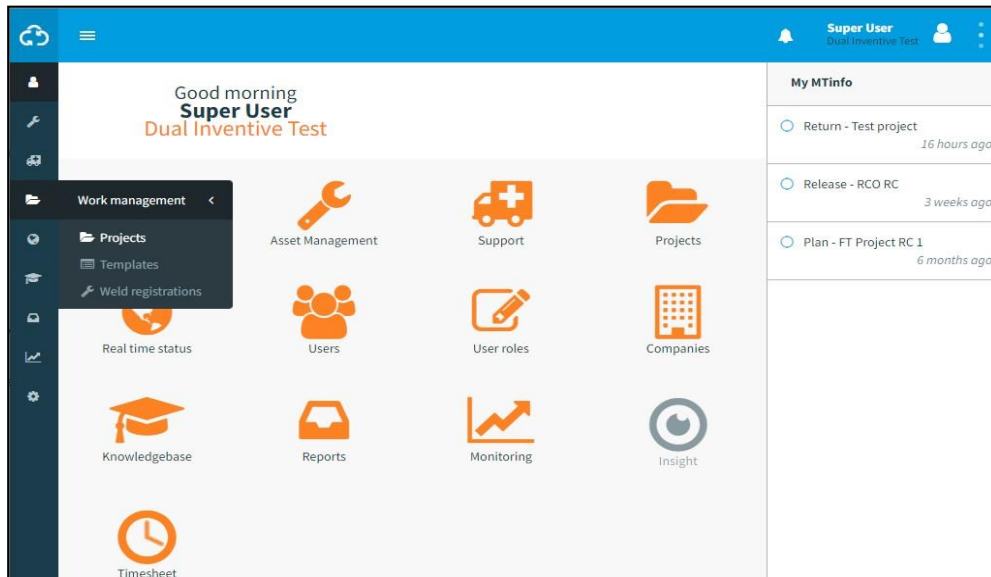 Super User
Dual Inventive Test
Good morning
Super User
Dual Inventive Test
My MTinfo
Return - Test project
16 hours ago
Release - RCO RC
3 weeks ago
Plan - FT Project RC 1
6 months ago
Work management
Projects
Templates
Weld registrations
Asset Management
Support
Projects
Real time status
Users
User roles
Companies
Knowledgebase
Reports
Monitoring
Insight
Timesheet